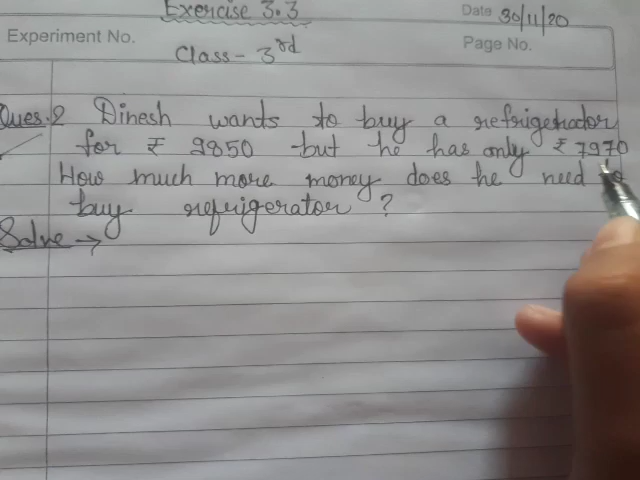 Exercise 3.3
Date 30/11/20
Experiment No.
Page No.
Class - 3rd
Ques.2 Dinesh wants to buy a refrigerator
for ₹ 9850 but he has only ₹ 7970
How much more money does he need to
buy refrigerator ?
Solve →